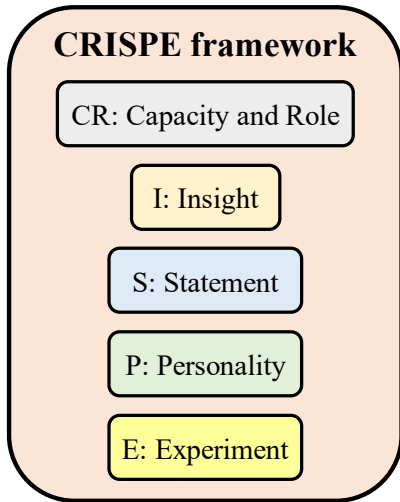 CRISPE framework
CR: Capacity and Role
I: Insight
S: Statement
P: Personality
E: Experiment